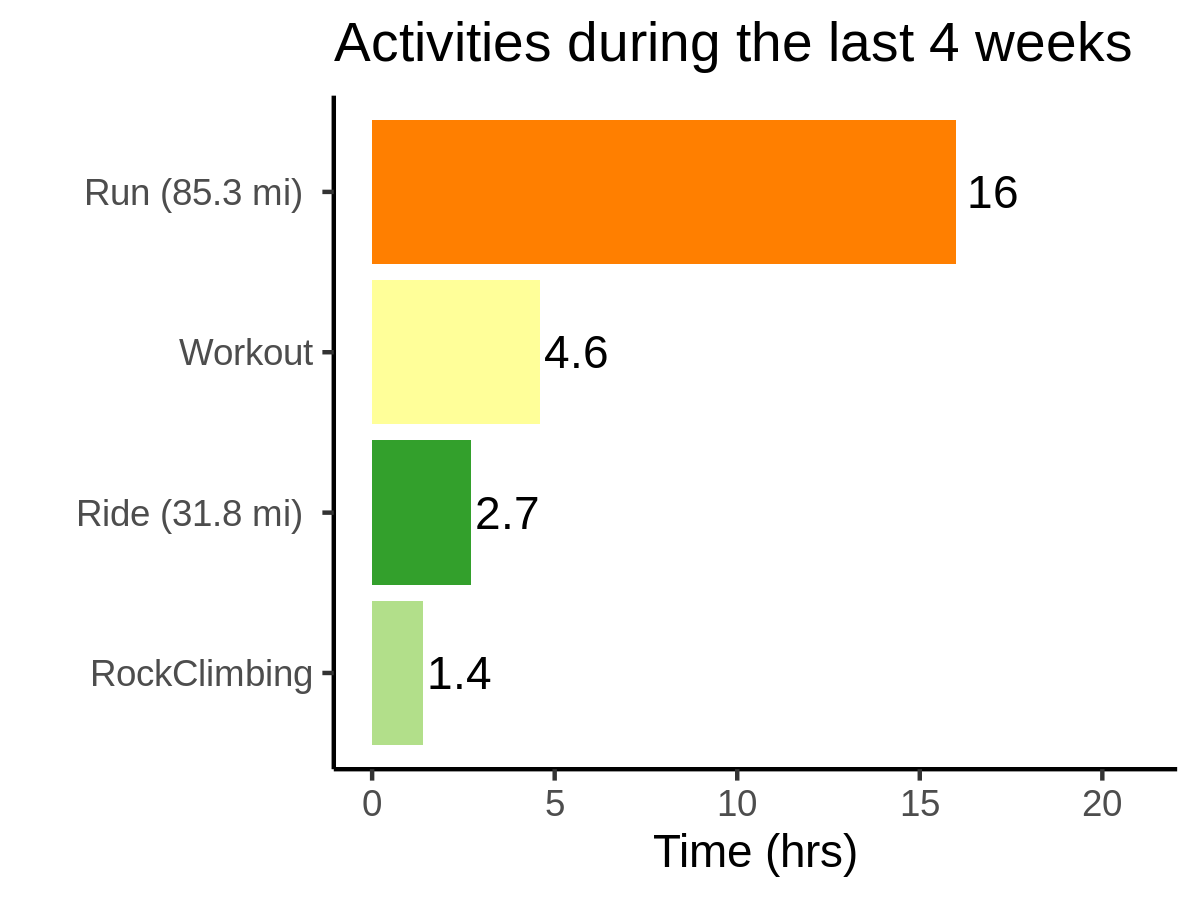 Activities during the last 4 weeks
Run (85.3 mi)
16
Workout
4.6
Ride (31.8 mi)
2.7
RockClimbing
1.4
0 5 10 15 20
Time (hrs)